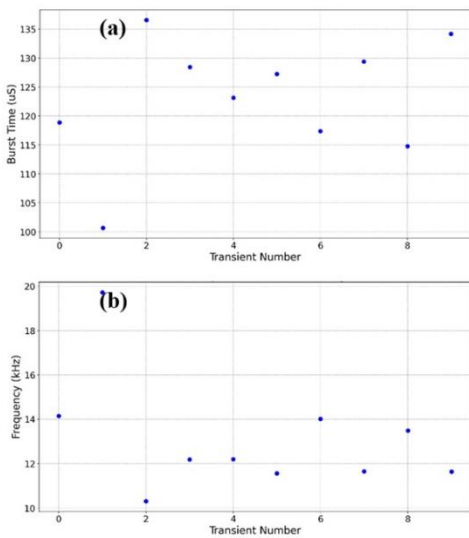 (a)
135
130
125
120
115
110
105
100
Burst Time (uS)
0 2 4 6 8
Transient Number
(b)
20
18
16
14
12
10
Frequency (kHz)
0 2 4 6 8
Transient Number